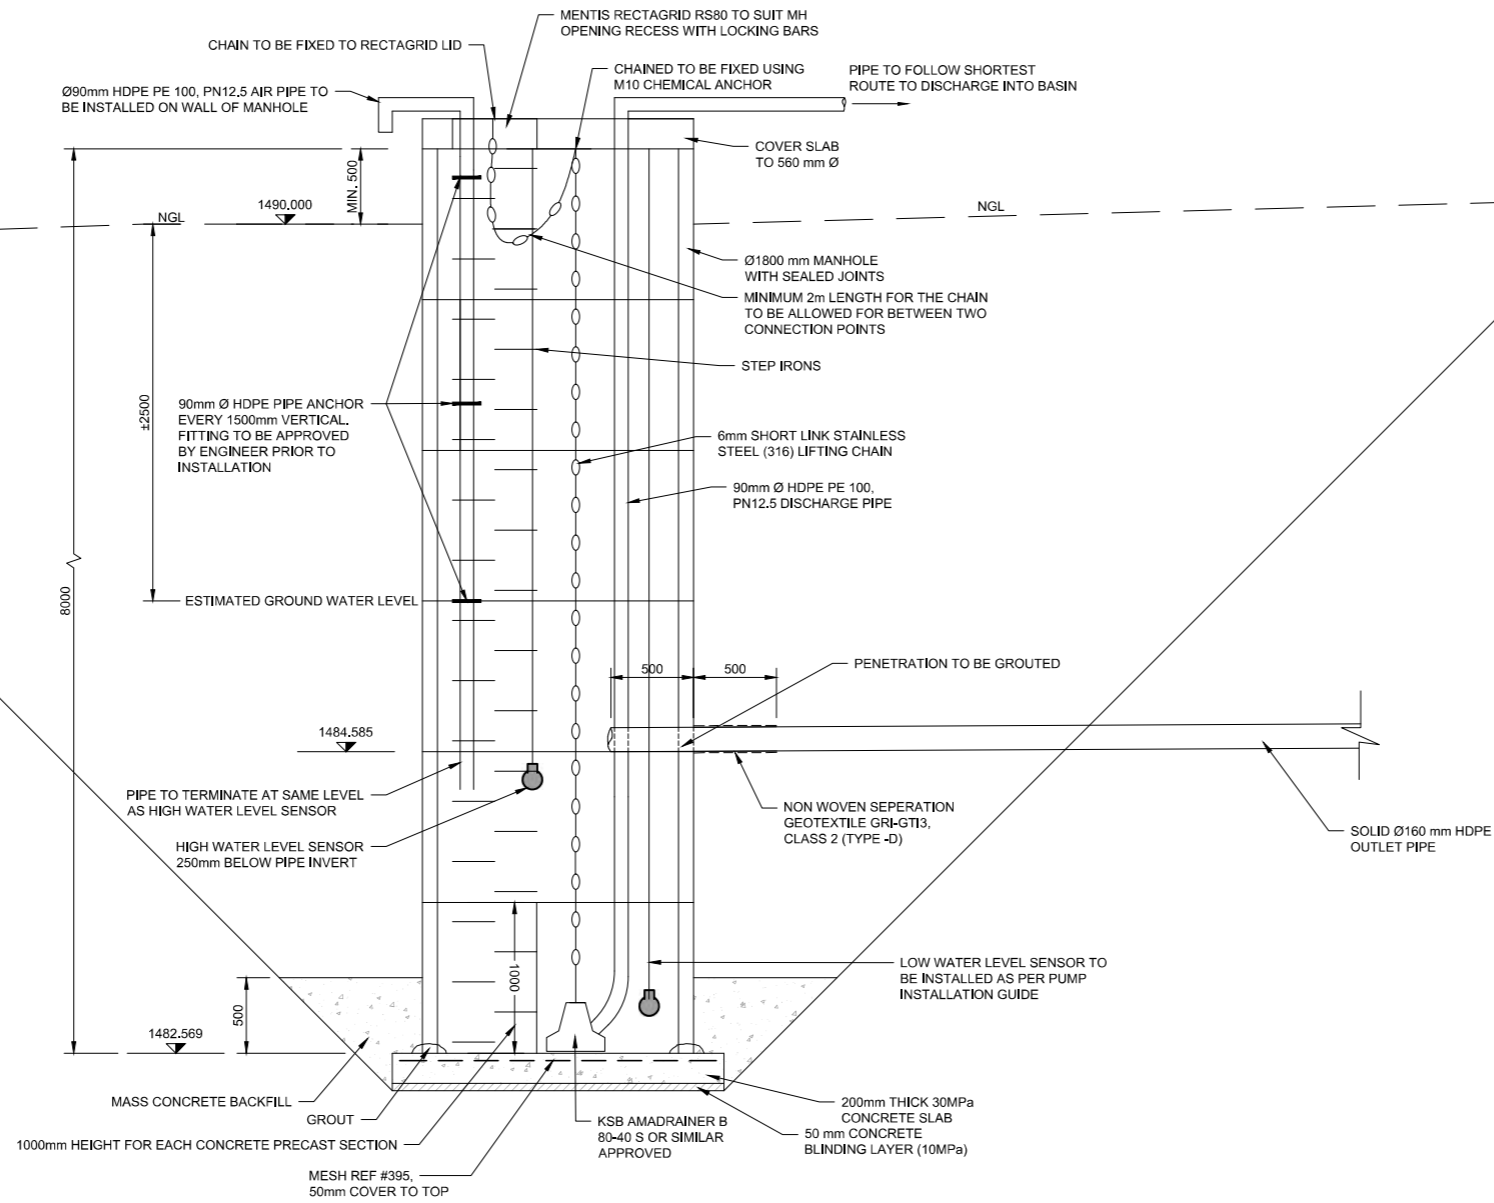 MENTIS RECTAGRID RS80 TO SUIT MH
OPENING RECESS WITH LOCKING BARS
CHAIN TO BE FIXED TO RECTAGRID LID
CHAINED TO BE FIXED USING
M10 CHEMICAL ANCHOR
PIPE TO FOLLOW SHORTEST
ROUTE TO DISCHARGE INTO BASIN
Ø90mm HDPE PE 100, PN12.5 AIR PIPE TO
BE INSTALLED ON WALL OF MANHOLE
COVER SLAB
TO 560 mm Ø
MIN. 500
1490.000
NGL
NGL
Ø1800 mm MANHOLE
WITH SEALED JOINTS
MINIMUM 2m LENGTH FOR THE CHAIN
TO BE ALLOWED FOR BETWEEN TWO
CONNECTION POINTS
STEP IRONS
±2500
90mm Ø HDPE PIPE ANCHOR
EVERY 1500mm VERTICAL.
FITTING TO BE APPROVED
BY ENGINEER PRIOR TO
INSTALLATION
6mm SHORT LINK STAINLESS
STEEL (316) LIFTING CHAIN
90mm Ø HDPE PE 100,
PN12.5 DISCHARGE PIPE
8000
ESTIMATED GROUND WATER LEVEL
500
500
PENETRATION TO BE GROUTED
1484.585
PIPE TO TERMINATE AT SAME LEVEL
AS HIGH WATER LEVEL SENSOR
NON WOVEN SEPERATION
GEOTEXTILE GRI-GTI3,
CLASS 2 (TYPE -D)
SOLID Ø160 mm HDPE
OUTLET PIPE
HIGH WATER LEVEL SENSOR
250mm BELOW PIPE INVERT
1000
LOW WATER LEVEL SENSOR TO
BE INSTALLED AS PER PUMP
INSTALLATION GUIDE
500
1482.569
MASS CONCRETE BACKFILL
GROUT
1000mm HEIGHT FOR EACH CONCRETE PRECAST SECTION
MESH REF #395,
50mm COVER TO TOP
KSB AMADRAINER B
80-40 S OR SIMILAR
APPROVED
200mm THICK 30MPa
CONCRETE SLAB
50 mm CONCRETE
BLINDING LAYER (10MPa)